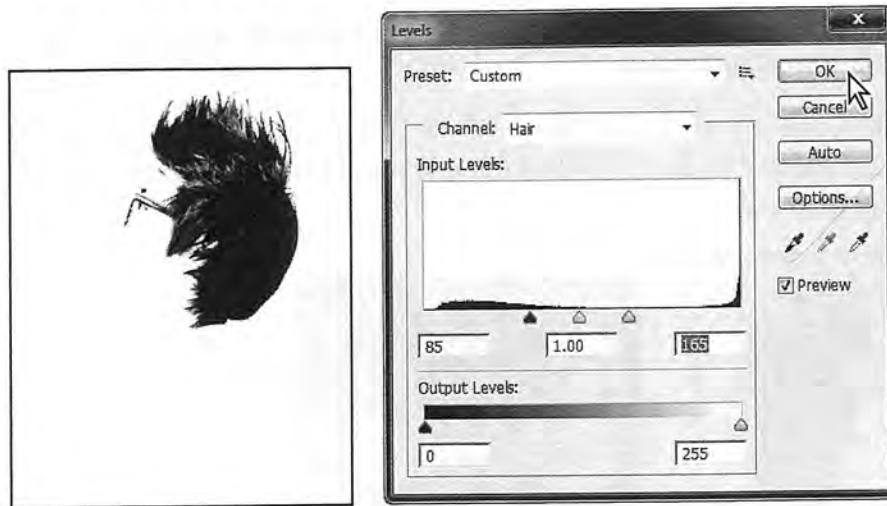 Levels
Preset: Custom
OK
Cancel
Channel: Hair
Auto
Input Levels:
Options...
Preview
85 1.00 165
Output Levels:
0 255